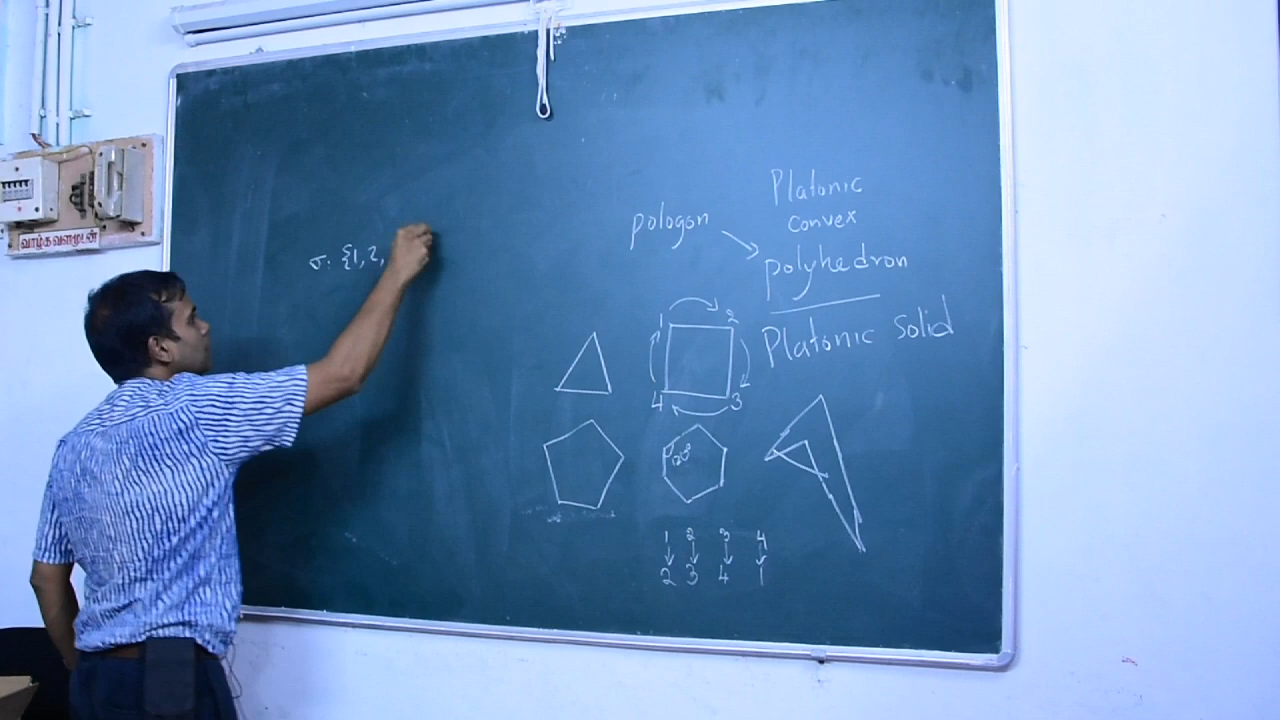 வாழ்க வளமுடன்
σ: {1, 2,
Platonic
convex
pologon
polyhedron
Platonic Solid
1 2
4 3
120°
1 2 3 4
↓ ↓ ↓ ↓
2 3 4 1